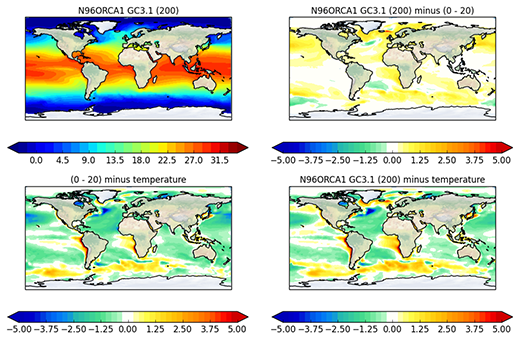 N96ORCA1 GC3.1 (200)
N96ORCA1 GC3.1 (200) minus (0 - 20)
0.0 4.5 9.0 13.5 18.0 22.5 27.0 31.5
−5.00 −3.75 −2.50 −1.25 0.00 1.25 2.50 3.75 5.00
(0 - 20) minus temperature
N96ORCA1 GC3.1 (200) minus temperature
−5.00 −3.75 −2.50 −1.25 0.00 1.25 2.50 3.75 5.00
−5.00 −3.75 −2.50 −1.25 0.00 1.25 2.50 3.75 5.00